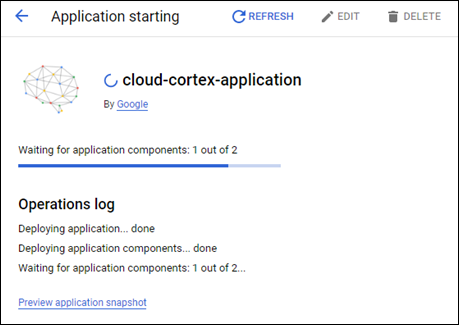 Application starting
REFRESH
EDIT
DELETE
cloud-cortex-application
By Google
Waiting for application components: 1 out of 2
Operations log
Deploying application... done
Deploying application components... done
Waiting for application components: 1 out of 2...
Preview application snapshot